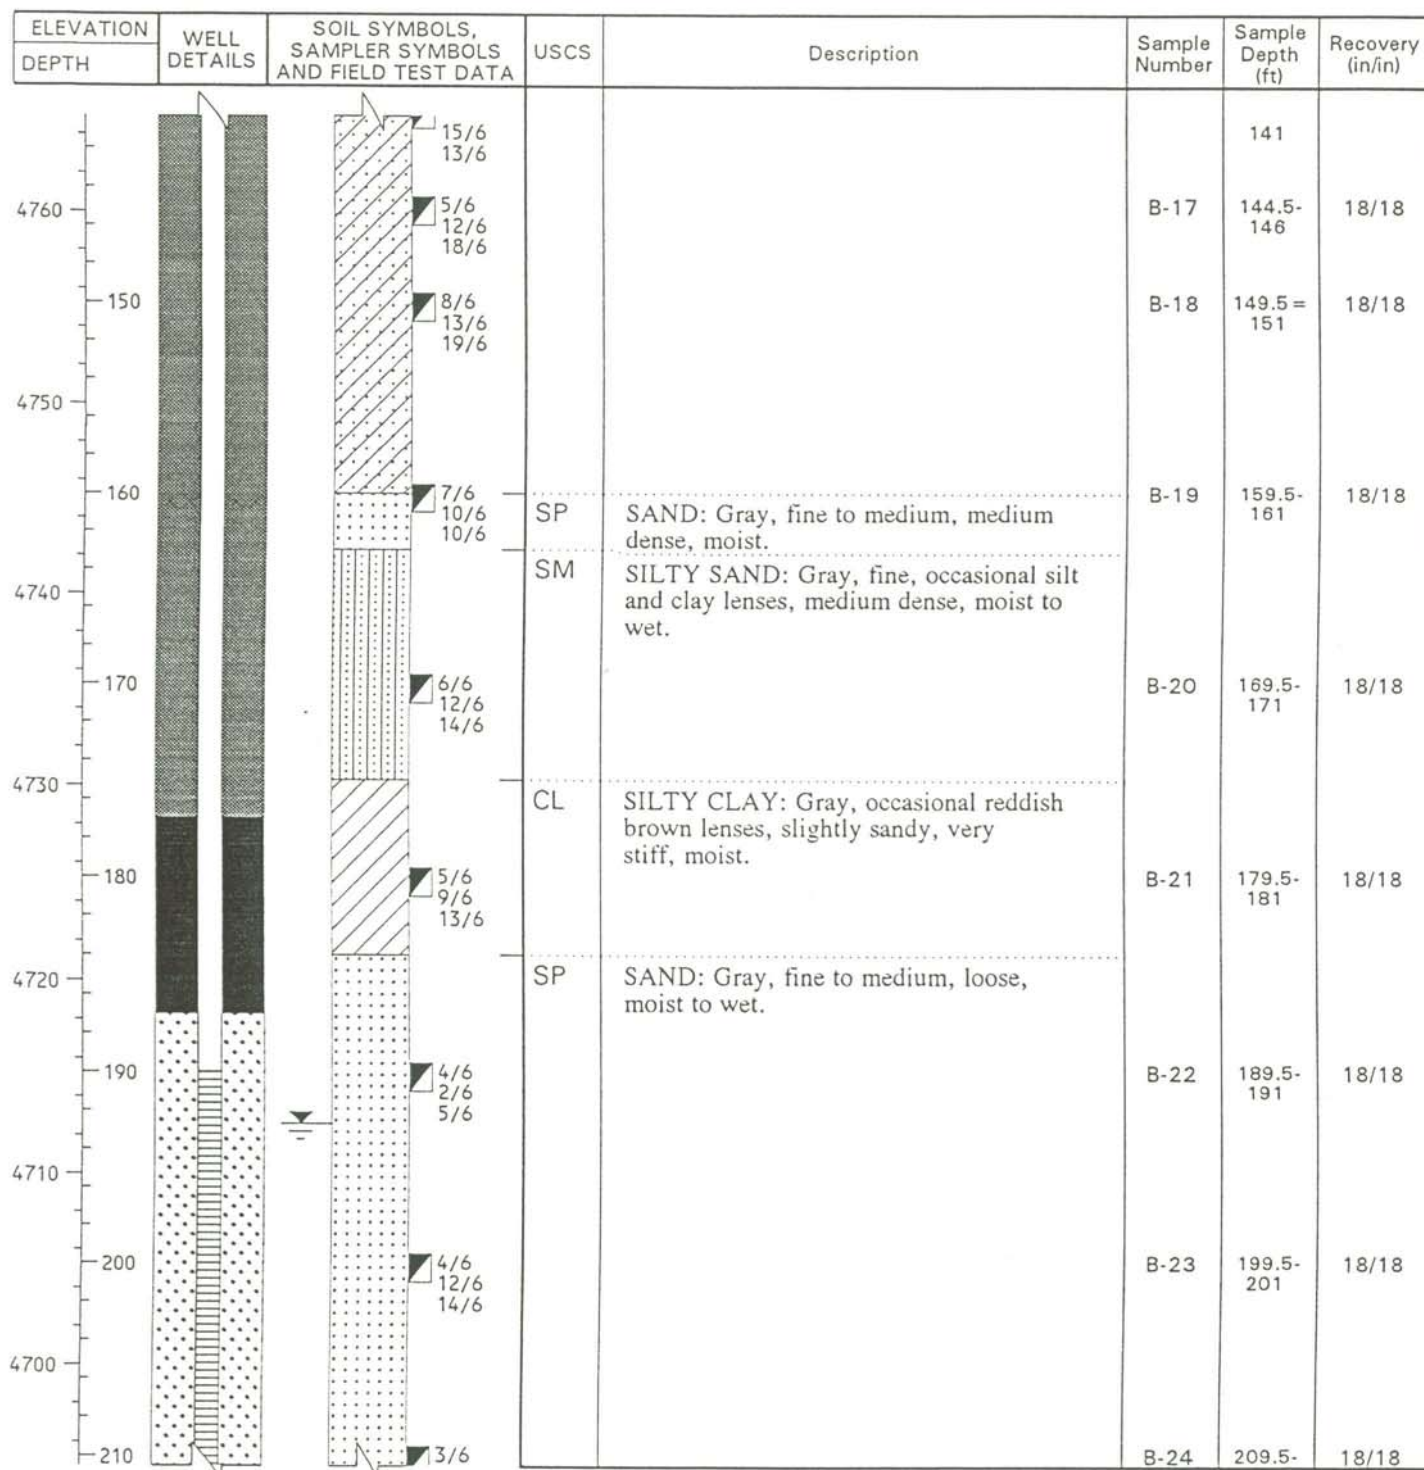 ELEVATION
DEPTH
WELL
DETAILS
SOIL SYMBOLS,
SAMPLER SYMBOLS
AND FIELD TEST DATA
USCS
Description
Sample
Number
Sample
Depth
(ft)
Recovery
(in/in)
15/6
13/6
141
4760
5/6
12/6
18/6
B-17
144.5-
146
18/18
150
8/6
13/6
19/6
B-18
149.5=
151
18/18
4750
160
7/6
10/6
10/6
SP
SAND: Gray, fine to medium, medium
dense, moist.
B-19
159.5-
161
18/18
4740
SM
SILTY SAND: Gray, fine, occasional silt
and clay lenses, medium dense, moist to
wet.
170
6/6
12/6
14/6
B-20
169.5-
171
18/18
4730
CL
SILTY CLAY: Gray, occasional reddish
brown lenses, slightly sandy, very
stiff, moist.
180
5/6
9/6
13/6
B-21
179.5-
181
18/18
4720
SP
SAND: Gray, fine to medium, loose,
moist to wet.
190
4/6
2/6
5/6
B-22
189.5-
191
18/18
4710
200
4/6
12/6
14/6
B-23
199.5-
201
18/18
4700
210
3/6
B-24
209.5-
18/18